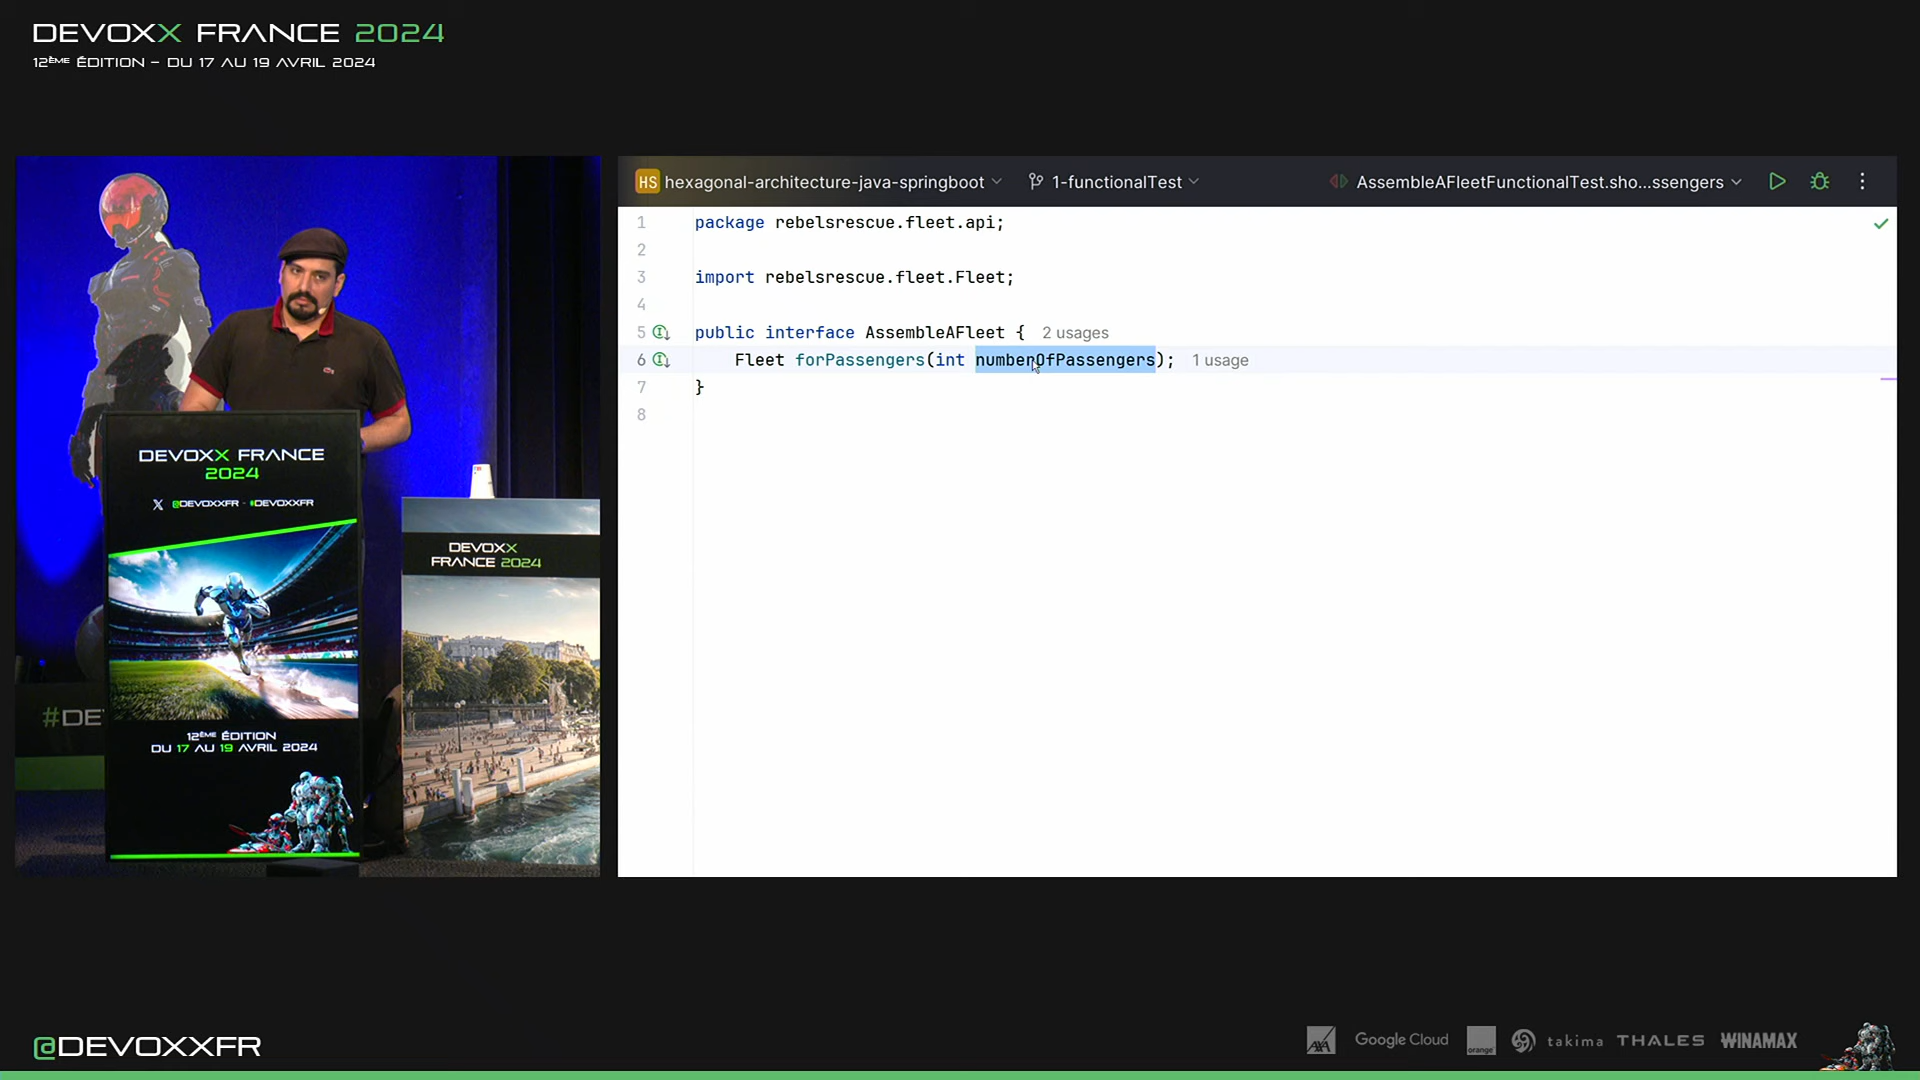 DEVOXX FRANCE 2024
12ÈME ÉDITION – DU 17 AU 19 AVRIL 2024
HS hexagonal-architecture-java-springboot 1-functionalTest AssembleAFleetFunctionalTest.sho...ssengers
1 package rebelsrescue.fleet.api;
2
3 import rebelsrescue.fleet.Fleet;
4
5 public interface AssembleAFleet { 2 usages
6 Fleet forPassengers(int numberOfPassengers); 1 usage
7 }
8
DEVOXX FRANCE
2024
X @DEVOXXFR - #DEVOXXFR
12ÈME ÉDITION
DU 17 AU 19 AVRIL 2024
DEVOXX
FRANCE 2024
#DE
@DEVOXXFR
AXA Google Cloud orange takima THALES WINAMAX